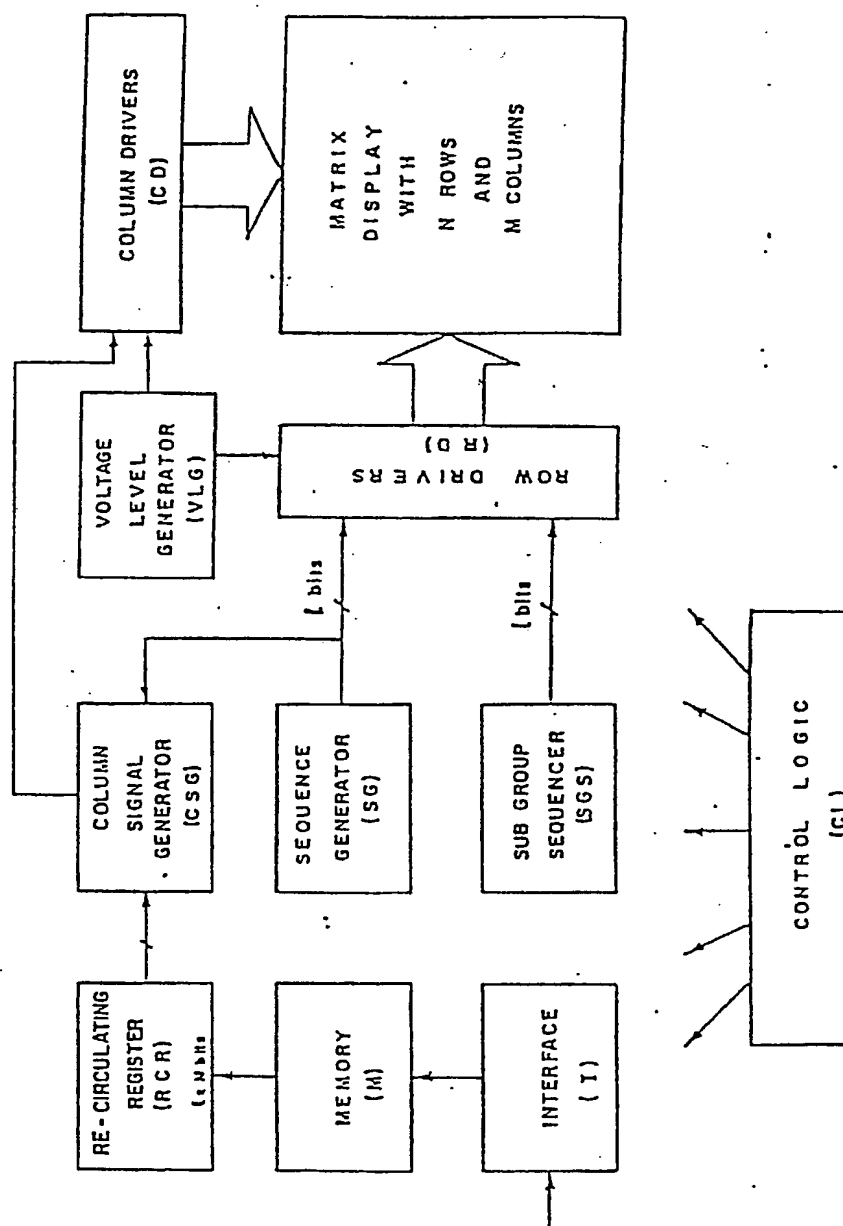 RE-CIRCULATING
REGISTER
(RCR)
COLUMN
SIGNAL
GENERATOR
(CSG)
VOLTAGE
LEVEL
GENERATOR
(VLG)
COLUMN DRIVERS
(CD)
MEMORY
(M)
SEQUENCE
GENERATOR
(SG)
l bits
ROW DRIVERS
(RD)
MATRIX
DISPLAY
WITH
N ROWS
AND
M COLUMNS
INTERFACE
(I)
SUB GROUP
SEQUENCER
(SGS)
l bits
CONTROL LOGIC
(CL)